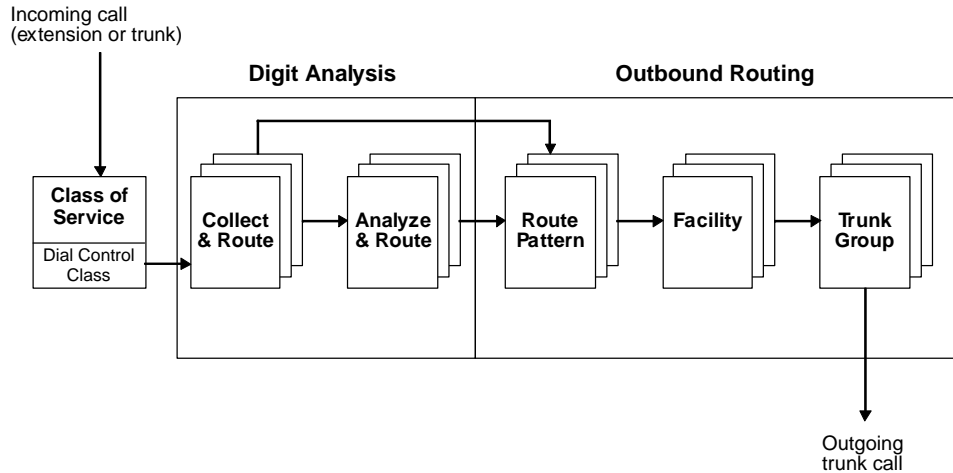 Incoming call
(extension or trunk)
Digit Analysis
Outbound Routing
Class of
Service
Dial Control
Class
Collect
& Route
Analyze
& Route
Route
Pattern
Facility
Trunk
Group
Outgoing
trunk call